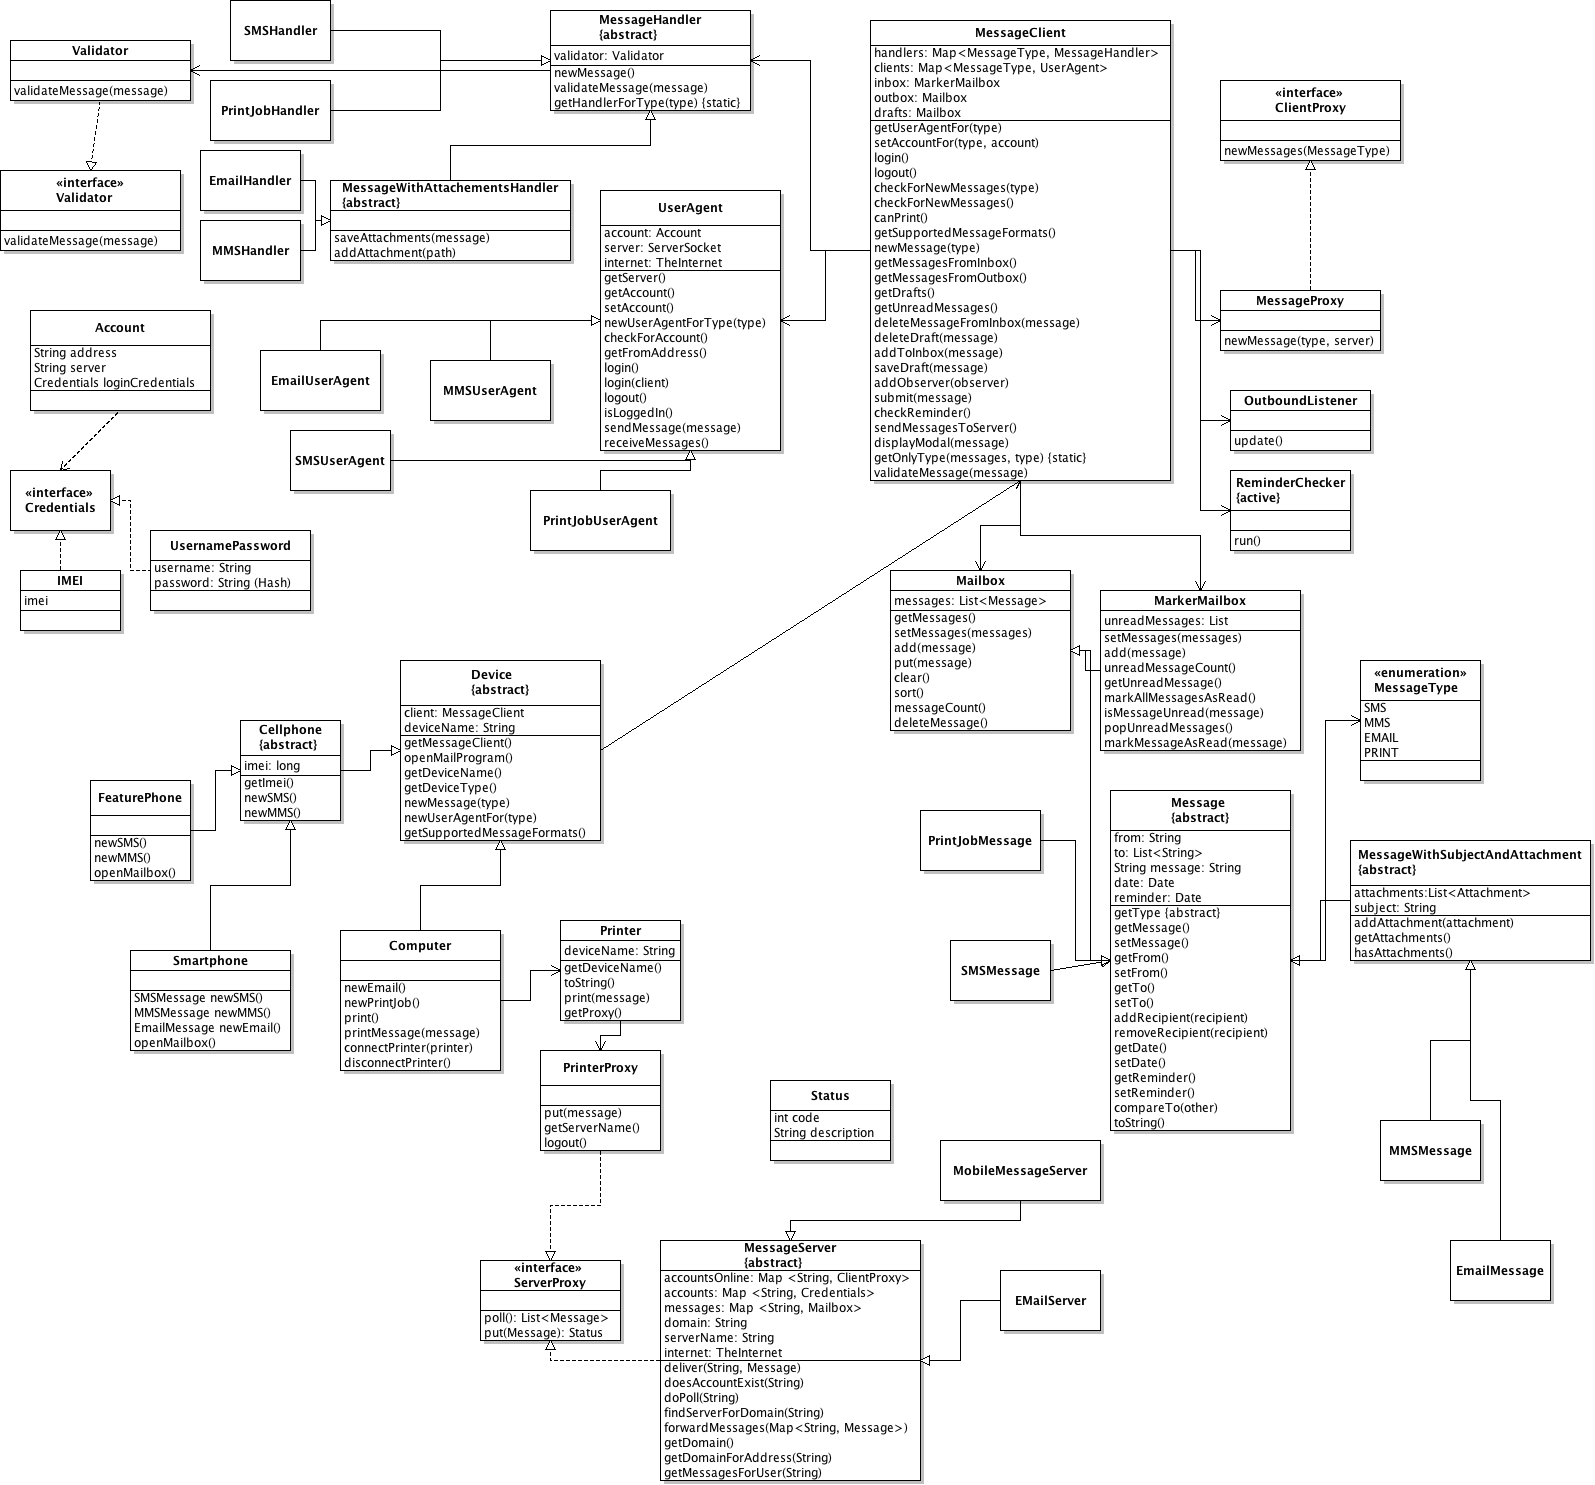 SMSHandler
MessageHandler
{abstract}
validator: Validator
newMessage()
validateMessage(message)
getHandlerForType(type) {static}
Validator
validateMessage(message)
PrintJobHandler
«interface»
Validator
validateMessage(message)
EmailHandler
MMSHandler
MessageWithAttachementsHandler
{abstract}
saveAttachments(message)
addAttachment(path)
MessageClient
handlers: Map<MessageType, MessageHandler>
clients: Map<MessageType, UserAgent>
inbox: MarkerMailbox
outbox: Mailbox
drafts: Mailbox
getUserAgentFor(type)
setAccountFor(type, account)
login()
logout()
checkForNewMessages(type)
checkForNewMessages()
canPrint()
getSupportedMessageFormats()
newMessage(type)
getMessagesFromInbox()
getMessagesFromOutbox()
getDrafts()
getUnreadMessages()
deleteMessageFromInbox(message)
deleteDraft(message)
addToInbox(message)
saveDraft(message)
addObserver(observer)
submit(message)
checkReminder()
sendMessagesToServer()
displayModal(message)
getOnlyType(messages, type) {static}
validateMessage(message)
«interface»
ClientProxy
newMessages(MessageType)
MessageProxy
newMessage(type, server)
OutboundListener
update()
ReminderChecker
{active}
run()
UserAgent
account: Account
server: ServerSocket
internet: TheInternet
getServer()
getAccount()
setAccount()
newUserAgentForType(type)
checkForAccount()
getFromAddress()
login()
login(client)
logout()
isLoggedIn()
sendMessage(message)
receiveMessages()
Account
String address
String server
Credentials loginCredentials
EmailUserAgent
MMSUserAgent
SMSUserAgent
PrintJobUserAgent
«interface»
Credentials
UsernamePassword
username: String
password: String (Hash)
IMEI
imei
Mailbox
messages: List<Message>
getMessages()
setMessages(messages)
add(message)
put(message)
clear()
sort()
messageCount()
deleteMessage()
MarkerMailbox
unreadMessages: List
setMessages(messages)
add(message)
unreadMessageCount()
getUnreadMessage()
markAllMessagesAsRead()
isMessageUnread(message)
popUnreadMessages()
markMessageAsRead(message)
«enumeration»
MessageType
SMS
MMS
EMAIL
PRINT
Device
{abstract}
client: MessageClient
deviceName: String
getMessageClient()
openMailProgram()
getDeviceName()
getDeviceType()
newMessage(type)
newUserAgentFor(type)
getSupportedMessageFormats()
Cellphone
{abstract}
imei: long
getImei()
newSMS()
newMMS()
FeaturePhone
newSMS()
newMMS()
openMailbox()
Smartphone
SMSMessage newSMS()
MMSMessage newMMS()
EmailMessage newEmail()
openMailbox()
Computer
newEmail()
newPrintJob()
print()
printMessage(message)
connectPrinter(printer)
disconnectPrinter()
Printer
deviceName: String
getDeviceName()
toString()
print(message)
getProxy()
PrinterProxy
put(message)
getServerName()
logout()
PrintJobMessage
SMSMessage
Message
{abstract}
from: String
to: List<String>
String message: String
date: Date
reminder: Date
getType {abstract}
getMessage()
setMessage()
getFrom()
setFrom()
getTo()
setTo()
addRecipient(recipient)
removeRecipient(recipient)
getDate()
setDate()
getReminder()
setReminder()
compareTo(other)
toString()
MessageWithSubjectAndAttachment
{abstract}
attachments:List<Attachment>
subject: String
addAttachment(attachment)
getAttachments()
hasAttachments()
Status
int code
String description
MMSMessage
EmailMessage
MobileMessageServer
«interface»
ServerProxy
poll(): List<Message>
put(Message): Status
MessageServer
{abstract}
accountsOnline: Map <String, ClientProxy>
accounts: Map <String, Credentials>
messages: Map <String, Mailbox>
domain: String
serverName: String
internet: TheInternet
deliver(String, Message)
doesAccountExist(String)
doPoll(String)
findServerForDomain(String)
forwardMessages(Map<String, Message>)
getDomain()
getDomainForAddress(String)
getMessagesForUser(String)
EMailServer